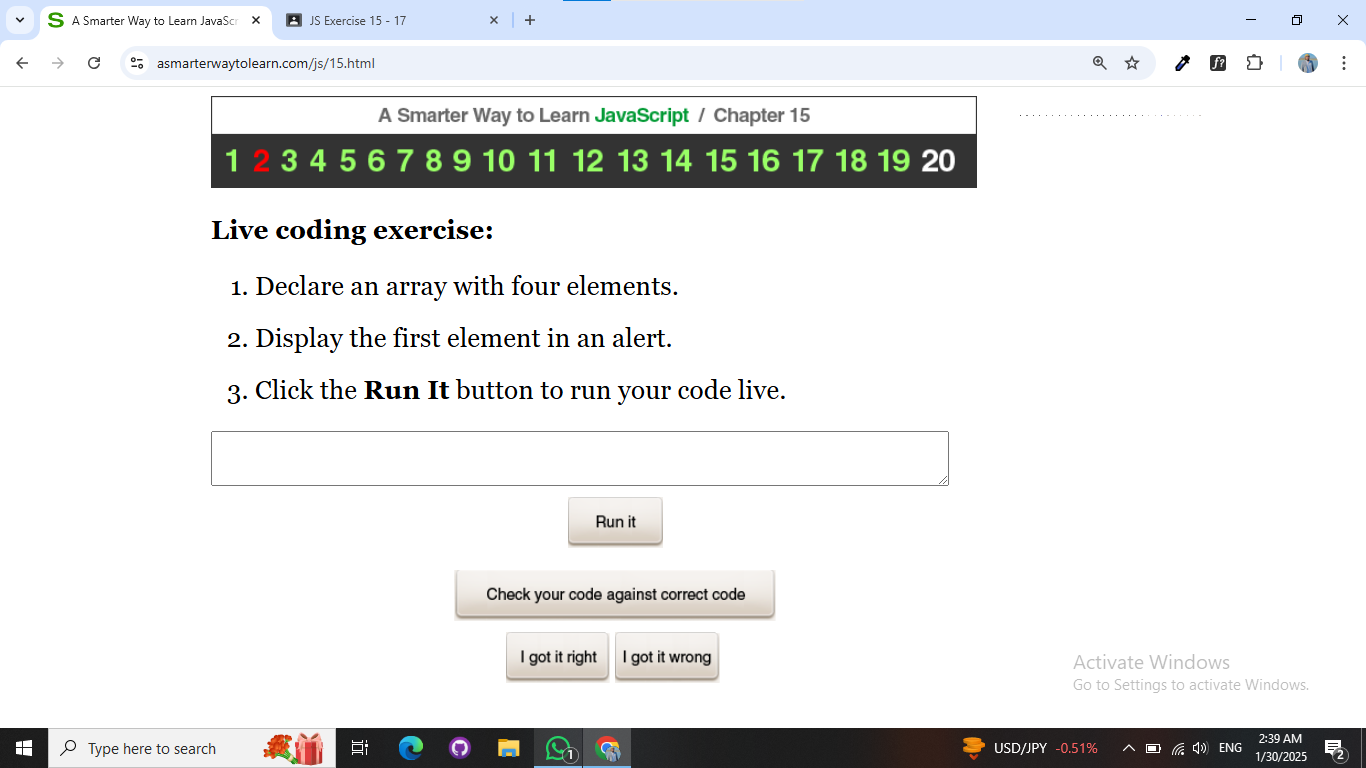 A Smarter Way to Learn JavaSc
JS Exercise 15 - 17
asmarterwaytolearn.com/js/15.html
f?
A Smarter Way to Learn JavaScript / Chapter 15
1 2 3 4 5 6 7 8 9 10 11 12 13 14 15 16 17 18 19 20
Live coding exercise:
1. Declare an array with four elements.
2. Display the first element in an alert.
3. Click the Run It button to run your code live.
Run it
Check your code against correct code
I got it right
I got it wrong
Activate Windows
Go to Settings to activate Windows.
Type here to search
1
USD/JPY -0.51%
ENG
2:39 AM
1/30/2025
2